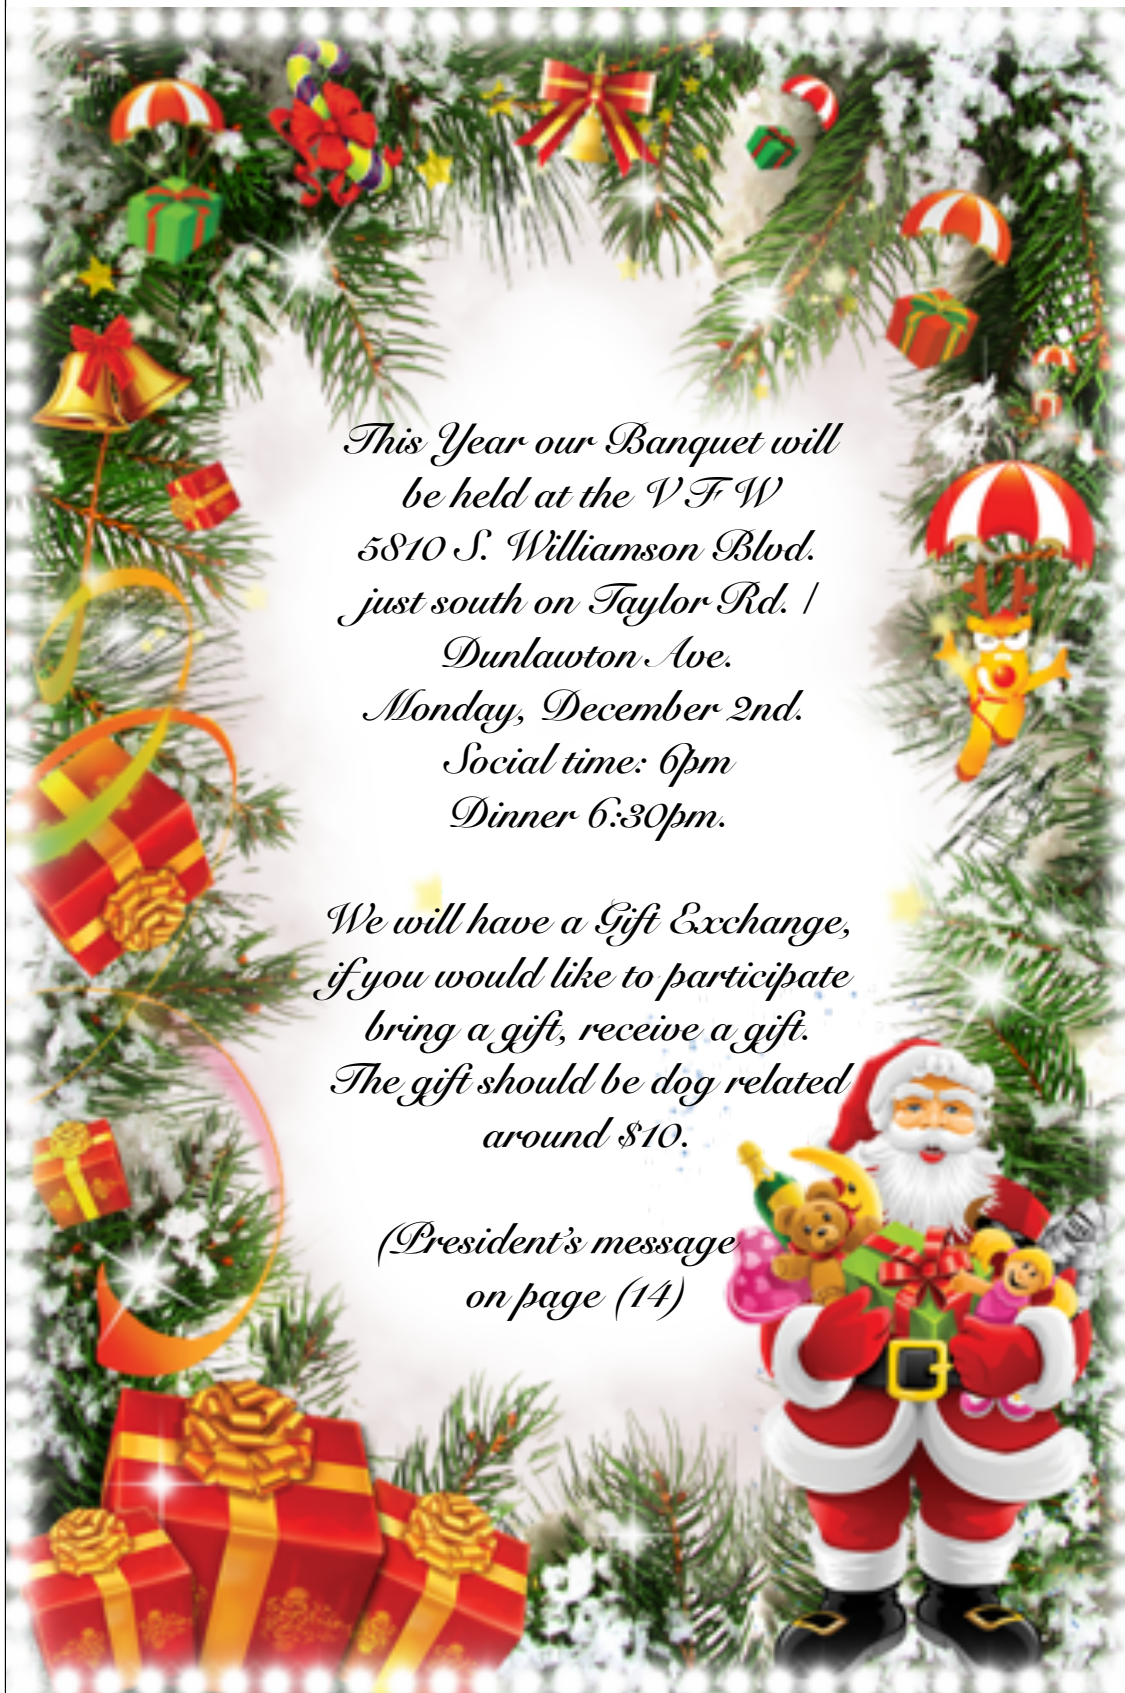 This Year our Banquet will
be held at the V F W
5810 S. Williamson Blvd.
just south on Taylor Rd. /
Dunlawton Ave.
Monday, December 2nd.
Social time: 6pm
Dinner 6:30pm.
We will have a Gift Exchange,
if you would like to participate
bring a gift, receive a gift.
The gift should be dog related
around $10.
(President's message
on page (14)